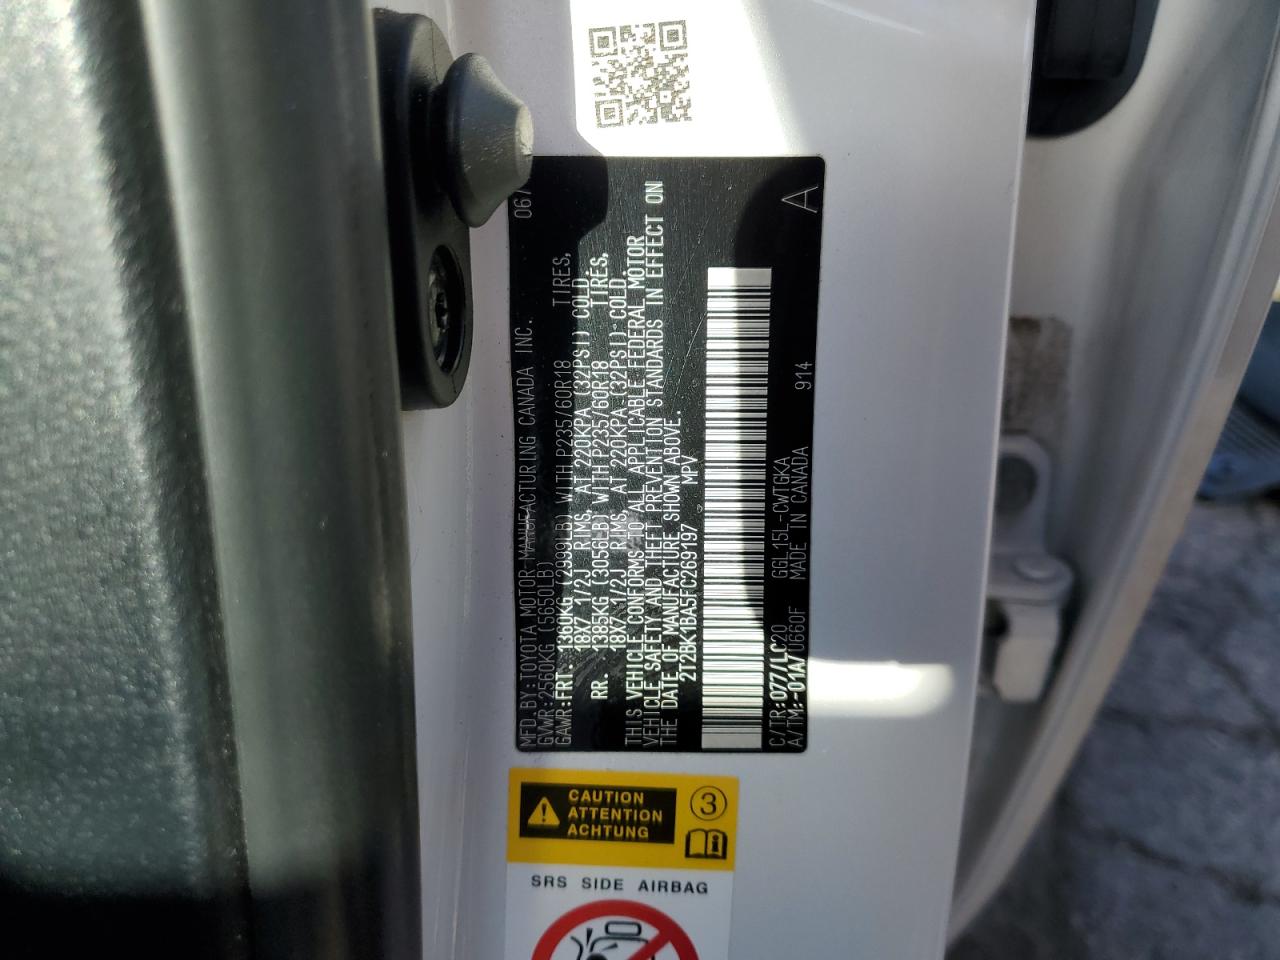 MFD.BY:TOYOTA MOTOR MANUFACTURING CANADA INC. 06/
GVWR:2560KG (5650LB)
GAWR:FRT. 1360KG (2999LB) WITH P235/60R18 TIRES,
18X7 1/2J RIMS, AT 220KPA (32PSI) COLD.
RR. 1385KG (3056LB) WITH P235/60R18 TIRES,
18X7 1/2J RIMS, AT 220KPA (32PSI) COLD.
THIS VEHICLE CONFORMS TO ALL APPLICABLE FEDERAL MOTOR
VEHICLE SAFETY AND THEFT PREVENTION STANDARDS IN EFFECT ON
THE DATE OF MANUFACTURE SHOWN ABOVE.
2T2BK1BA5FC269197 MPV
C/TR:077/LC20 GGL15L-CWTGKA
A/TM:-01A/U660F MADE IN CANADA 914 A
CAUTION
ATTENTION
ACHTUNG
3
SRS SIDE AIRBAG